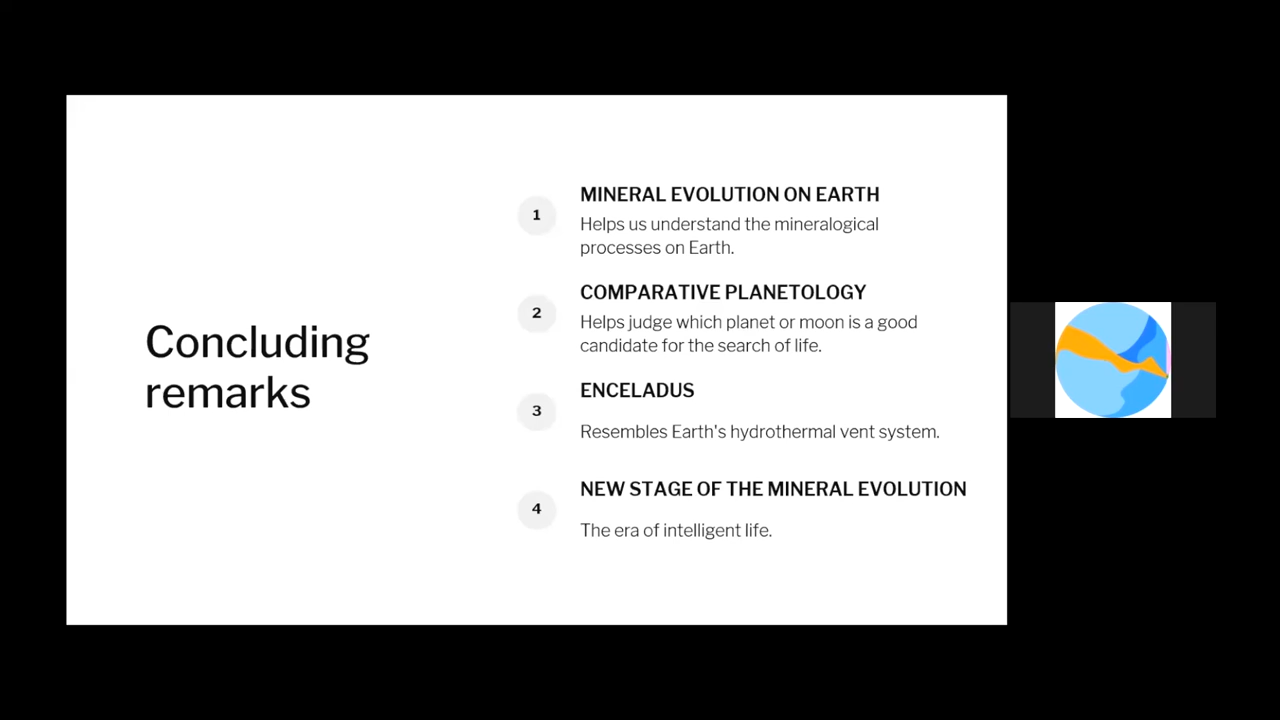 Concluding
remarks
1
MINERAL EVOLUTION ON EARTH
Helps us understand the mineralogical
processes on Earth.
2
COMPARATIVE PLANETOLOGY
Helps judge which planet or moon is a good
candidate for the search of life.
3
ENCELADUS
Resembles Earth's hydrothermal vent system.
4
NEW STAGE OF THE MINERAL EVOLUTION
The era of intelligent life.